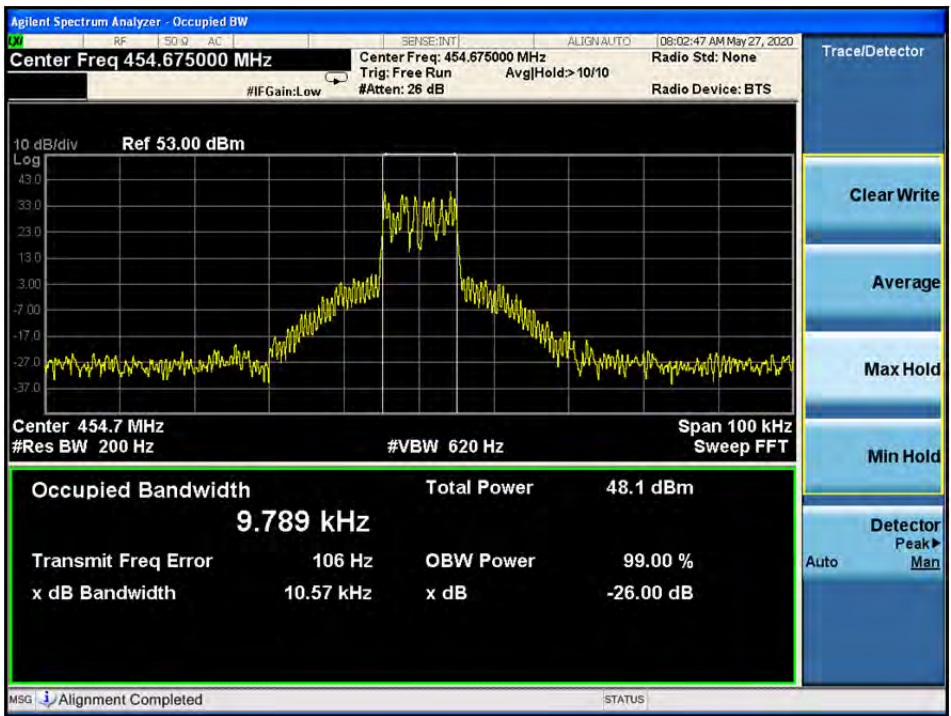 Agilent Spectrum Analyzer - Occupied BW
LXI RF 50 Ω AC SENSE:INT ALIGN AUTO 08:02:47 AM May 27, 2020
Center Freq 454.675000 MHz
Center Freq: 454.675000 MHz
Radio Std: None
Trig: Free Run Avg|Hold:>10/10
#IFGain:Low #Atten: 26 dB
Radio Device: BTS
10 dB/div Ref 53.00 dBm
Log
43.0
33.0
23.0
13.0
3.00
-7.00
-17.0
-27.0
-37.0
Center 454.7 MHz Span 100 kHz
#Res BW 200 Hz #VBW 620 Hz Sweep FFT
Occupied Bandwidth Total Power 48.1 dBm
9.789 kHz
Transmit Freq Error 106 Hz OBW Power 99.00 %
x dB Bandwidth 10.57 kHz x dB -26.00 dB
MSG Alignment Completed STATUS
Trace/Detector
Clear Write
Average
Max Hold
Min Hold
Detector
Peak▶
Auto Man